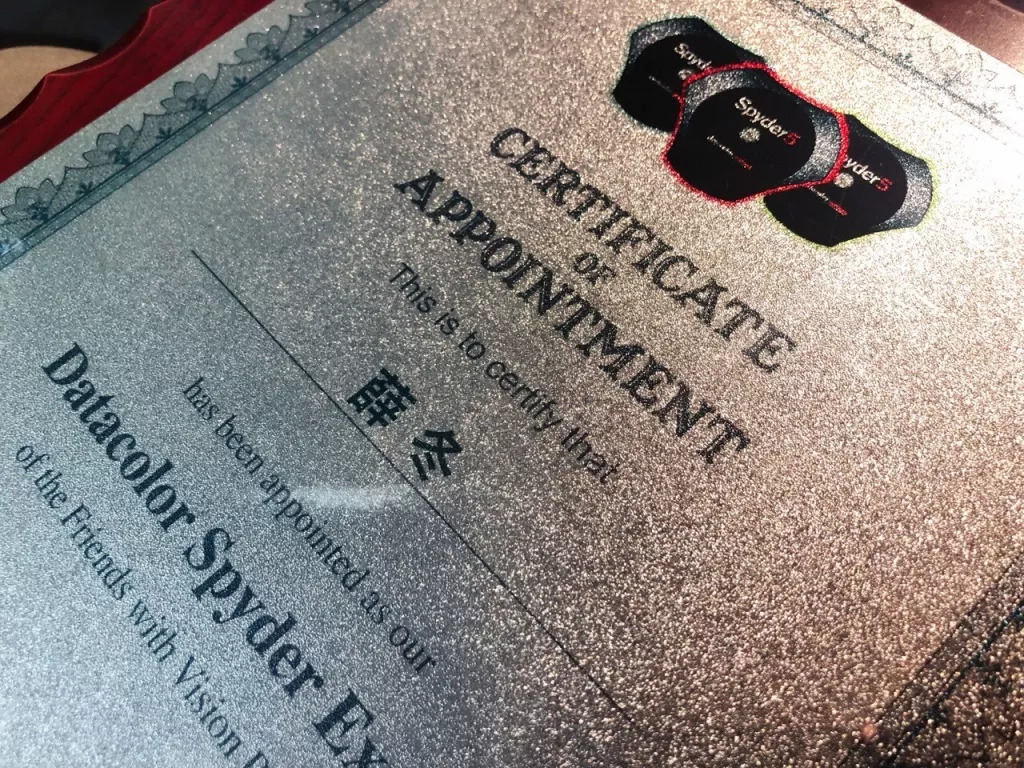 Spyder5
Spyder5
CERTIFICATE
OF
APPOINTMENT
This is to certify that
薛冬
has been appointed as our
Datacolor Spyder
of the Friends with Vision